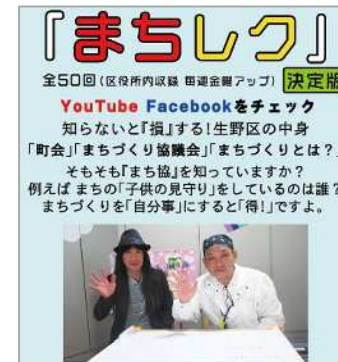 『まちレク』
全50回(区役所内収録 毎週金曜アップ) 決定版
YouTube Facebookをチェック
知らないと『損』する!生野区の中身
「町会」「まちづくり協議会」「まちづくりとは?」
そもそも『まち協』を知っていますか?
例えば まちの「子供の見守り」をしているのは誰?
まちづくりを「自分事」にすると「得!」ですよ。